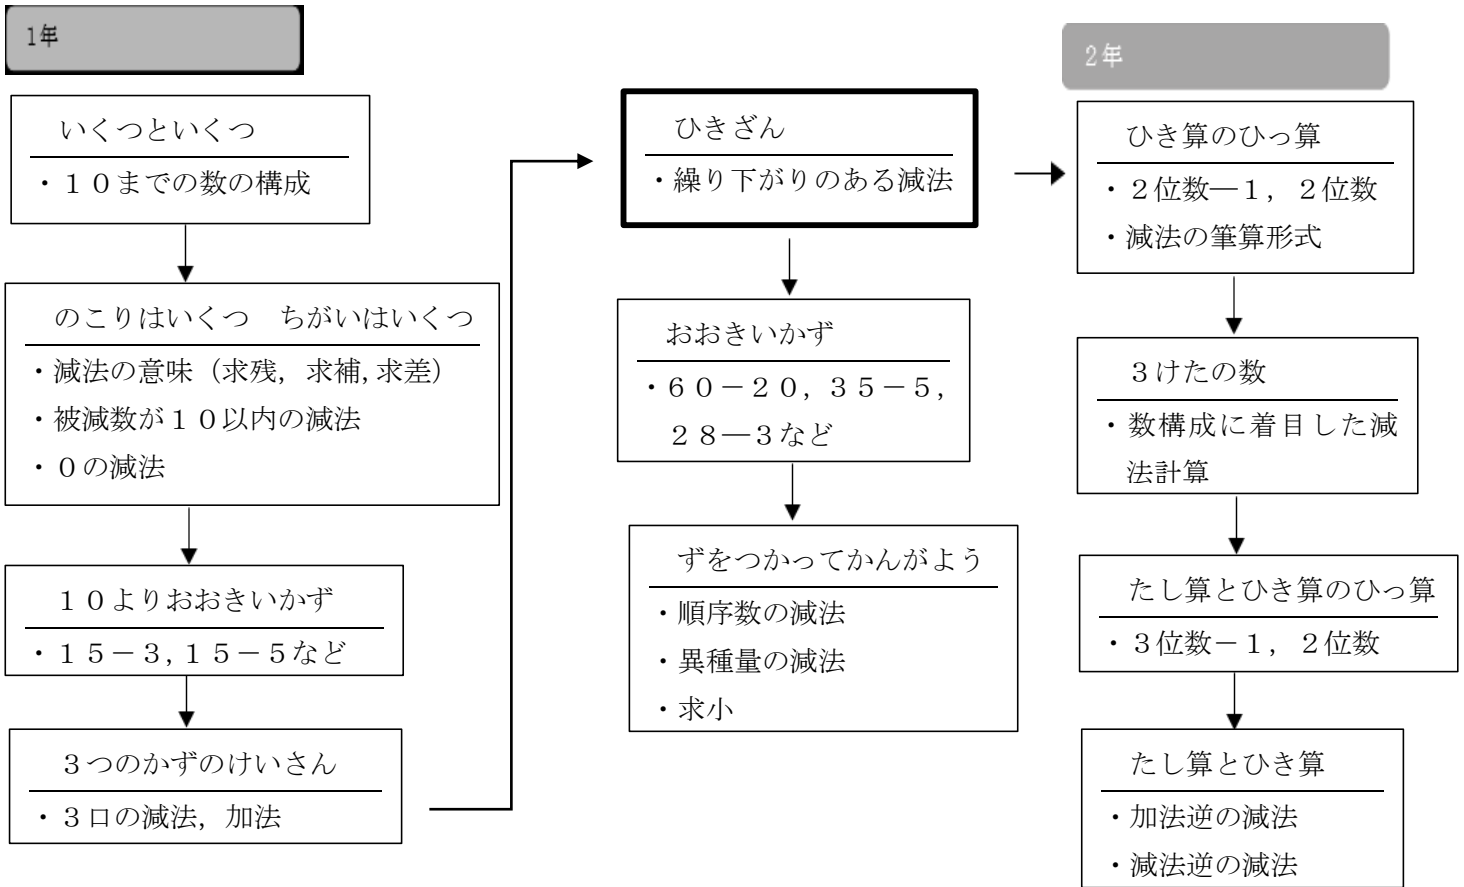 1年
いくつといくつ
・１０までの数の構成
のこりはいくつ　ちがいはいくつ
・減法の意味（求残，求補,求差）
・被減数が１０以内の減法
・０の減法
１０よりおおきいかず
・１５－３,１５－５など
３つのかずのけいさん
・３口の減法，加法
ひきざん
・繰り下がりのある減法
おおきいかず
・６０－２０，３５－５，
２８―３など
ずをつかってかんがよう
・順序数の減法
・異種量の減法
・求小
2年
ひき算のひっ算
・２位数―１，２位数
・減法の筆算形式
３けたの数
・数構成に着目した減
法計算
たし算とひき算のひっ算
・３位数－１，２位数
たし算とひき算
・加法逆の減法
・減法逆の減法